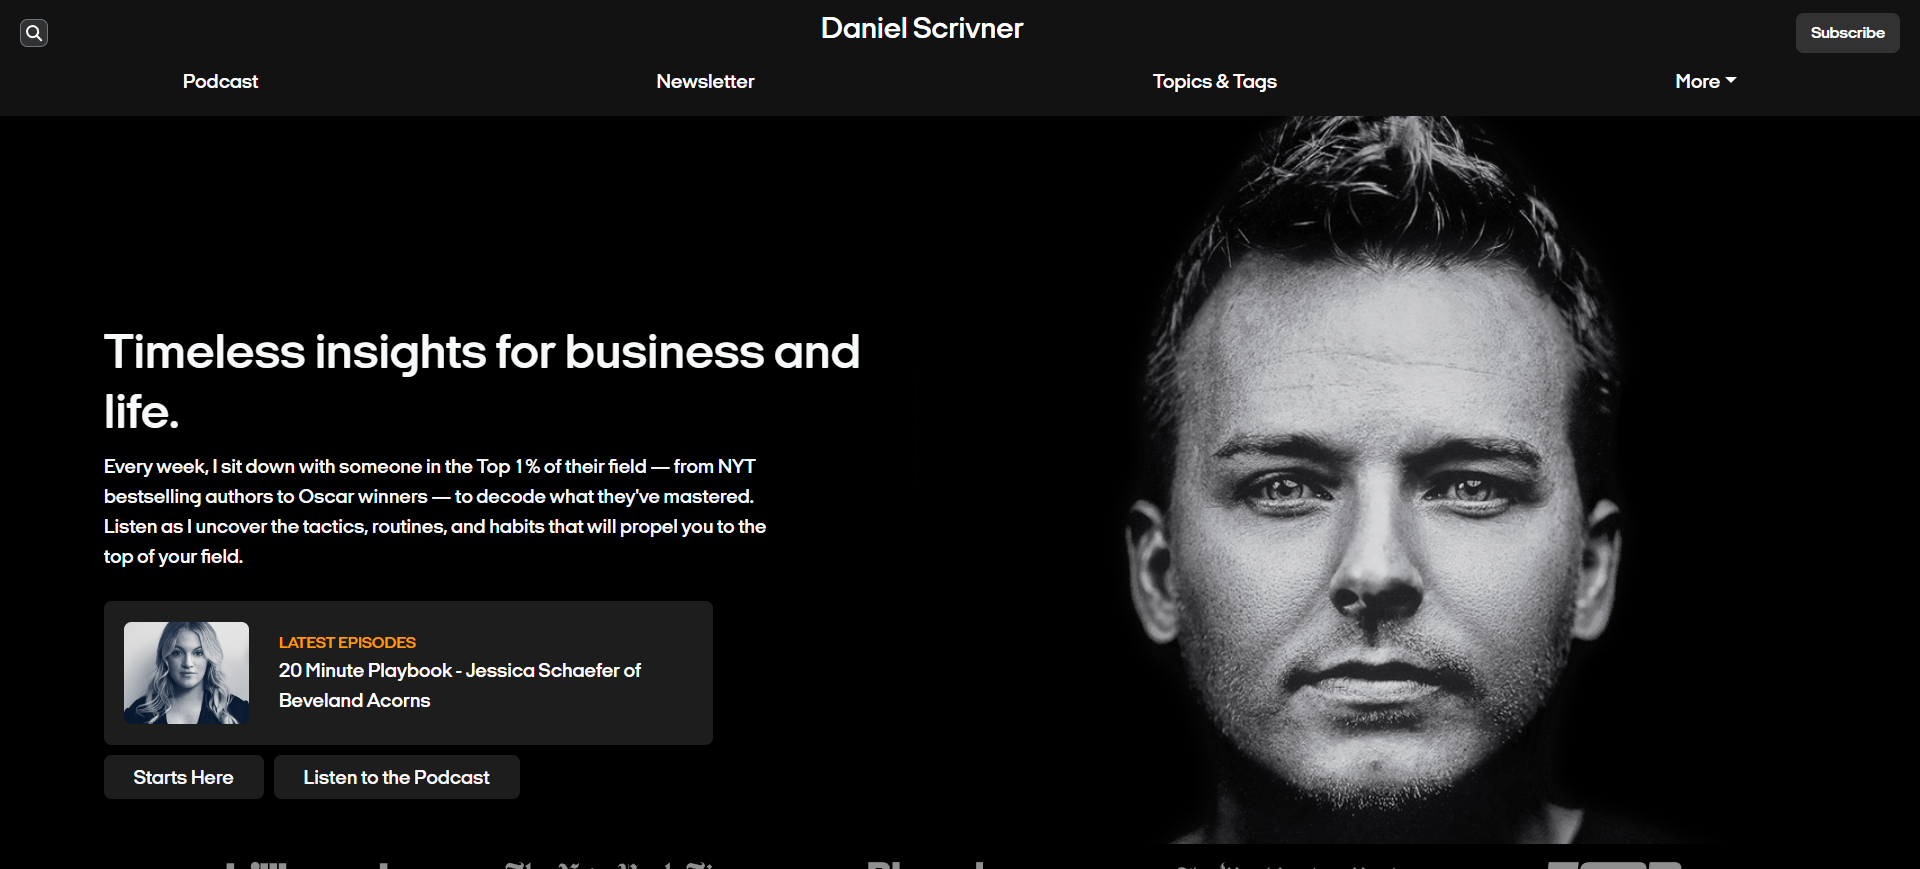 Daniel Scrivner
Subscribe
Podcast
Newsletter
Topics & Tags
More
Timeless insights for business and
life.
Every week, I sit down with someone in the Top 1% of their field — from NYT
bestselling authors to Oscar winners — to decode what they've mastered.
Listen as I uncover the tactics, routines, and habits that will propel you to the
top of your field.
LATEST EPISODES
20 Minute Playbook - Jessica Schaefer of
Beveland Acorns
Starts Here
Listen to the Podcast